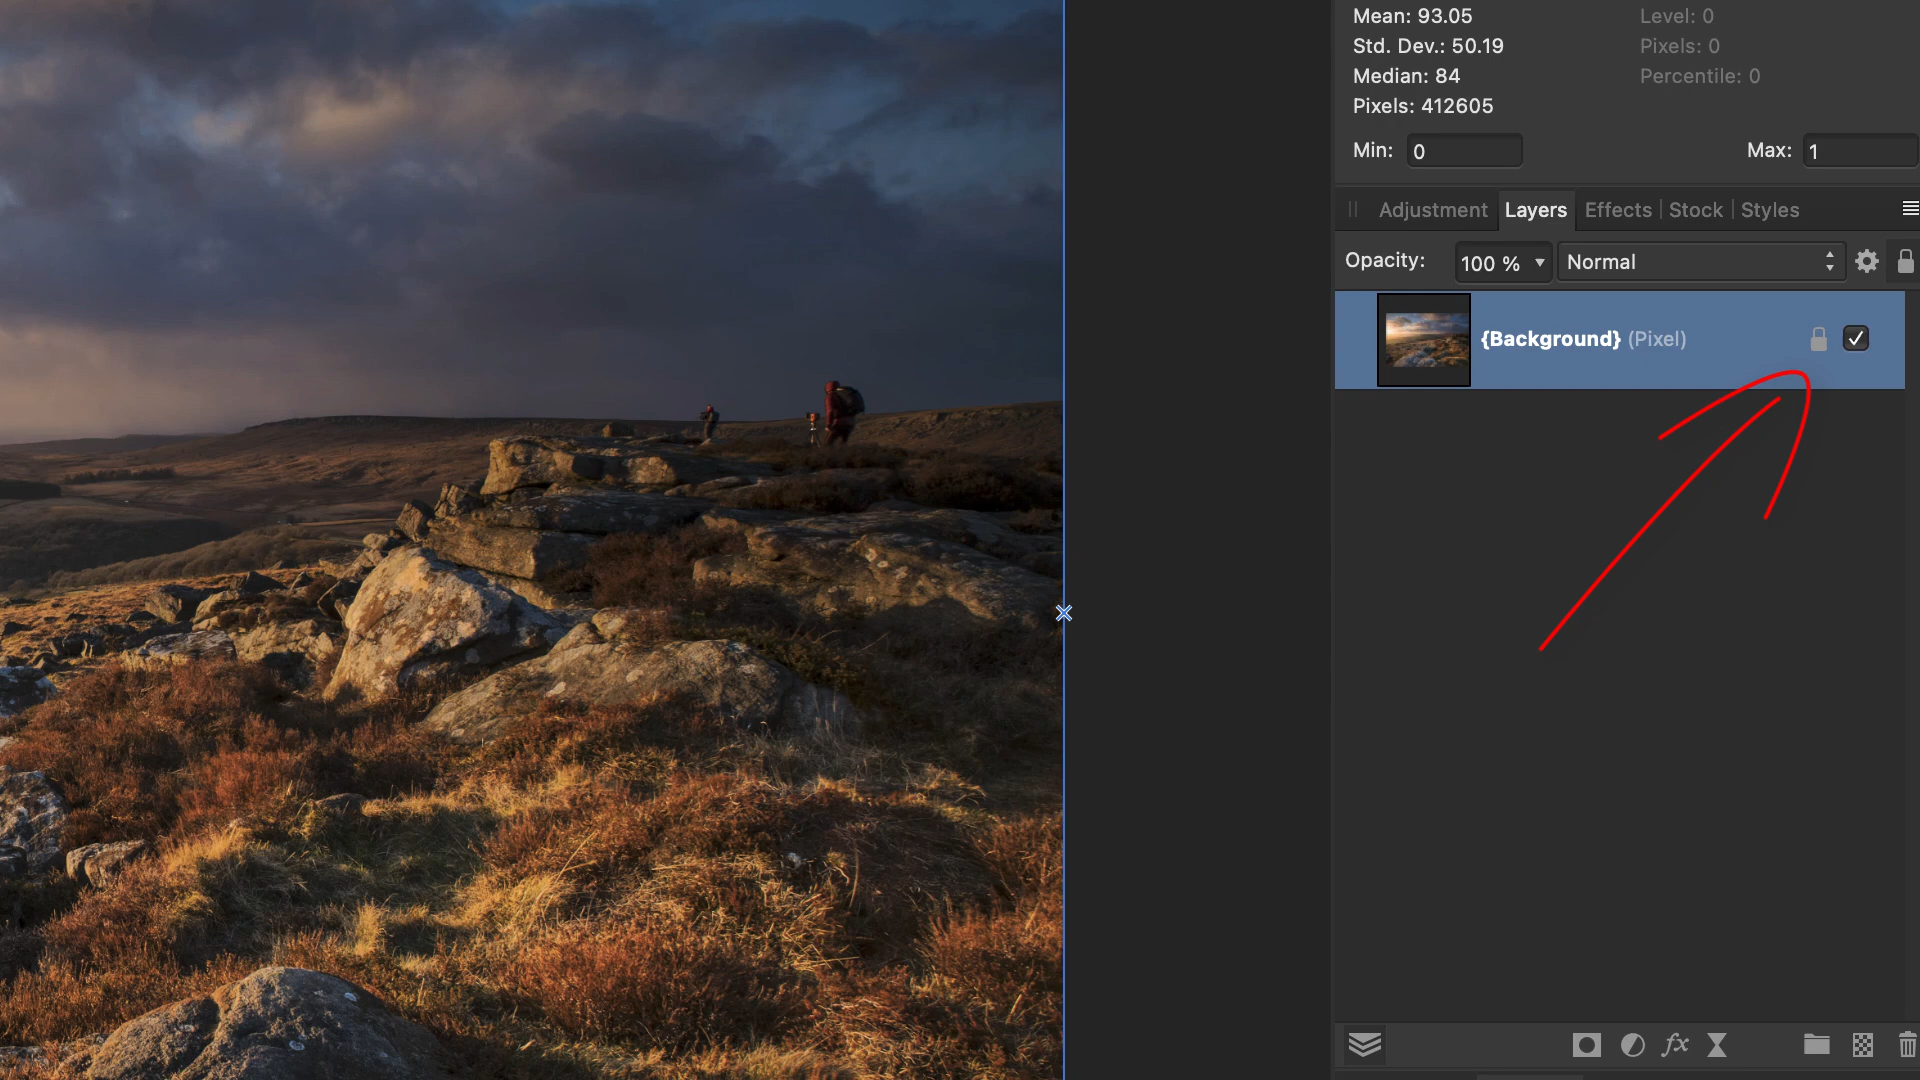 Mean: 93.05
Level: 0
Std. Dev.: 50.19
Pixels: 0
Median: 84
Percentile: 0
Pixels: 412605
Min: 0
Max: 1
Adjustment Layers Effects Stock Styles
Opacity: 100 % Normal
{Background} (Pixel)
fx